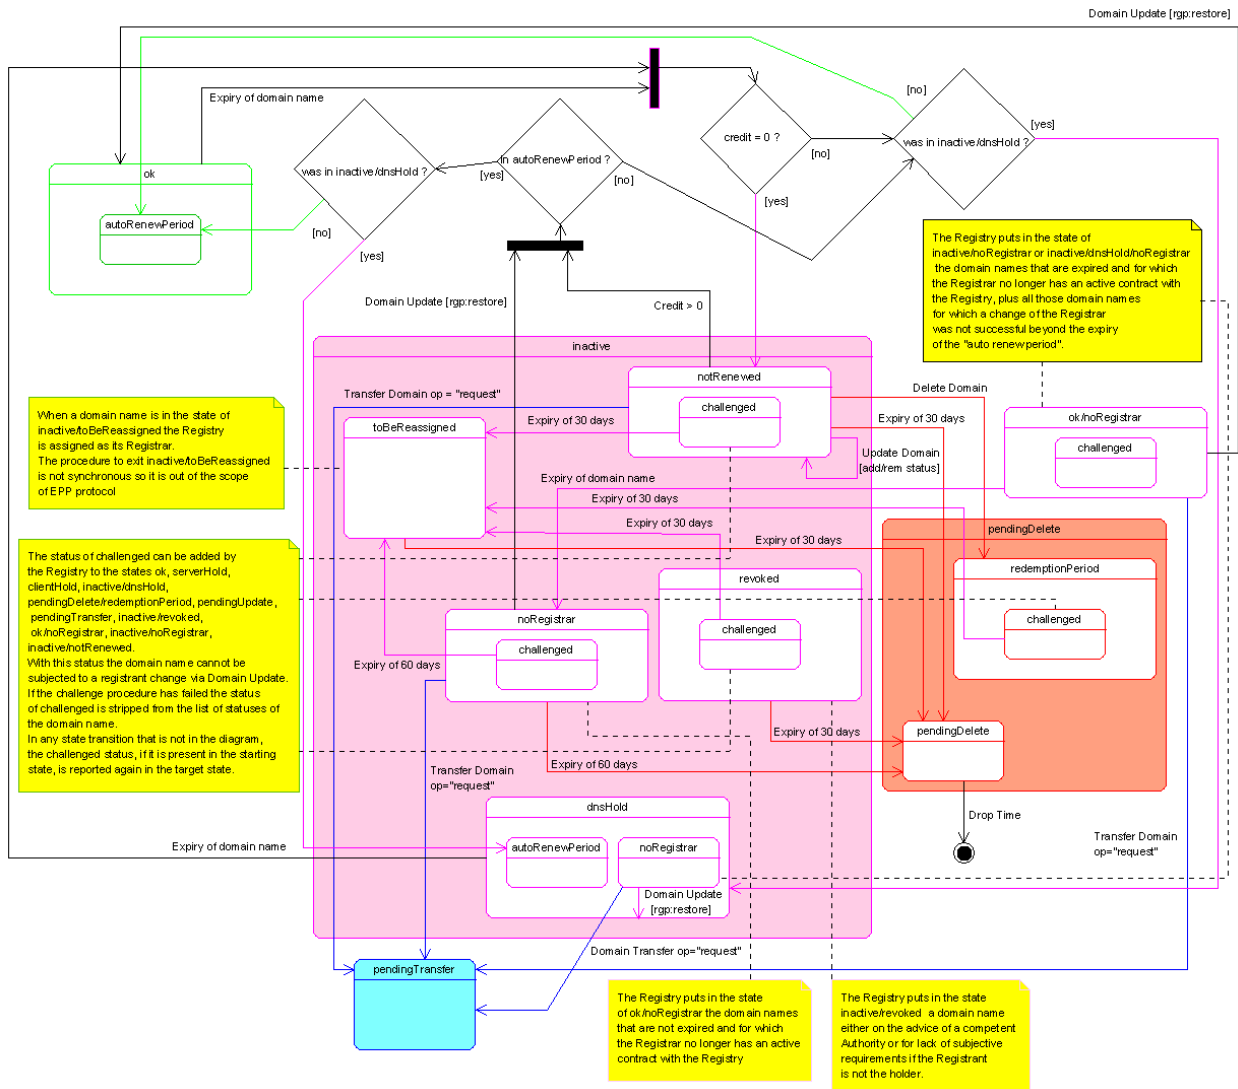 Domain Update [rgp:restore]
Expiry of domain name
[no]
[yes]
credit = 0 ?
[no]
was in inactive/dnsHold ?
ok
was in inactive/dnsHold ?
in autoRenewPeriod ?
[yes]
[no]
[yes]
autoRenewPeriod
[no]
[yes]
The Registry puts in the state of
inactive/noRegistrar or inactive/dnsHold/noRegistrar
the domain names that are expired and for which
the Registrar no longer has an active contract with
the Registry, plus all those domain names
for which a change of the Registrar
was not successful beyond the expiry
of the "auto renew period".
Domain Update [rgp:restore]
Credit > 0
inactive
notRenewed
Transfer Domain op = "request"
Delete Domain
challenged
When a domain name is in the state of
inactive/toBeReassigned the Registry
is assigned as its Registrar.
The procedure to exit inactive/toBeReassigned
is not synchronous so it is out of the scope
of EPP protocol
toBeReassigned
Expiry of 30 days
Expiry of 30 days
ok/noRegistrar
challenged
Update Domain
[add/rem status]
Expiry of domain name
Expiry of 30 days
Expiry of 30 days
pendingDelete
Expiry of 30 days
The status of challenged can be added by
the Registry to the states ok, serverHold,
clientHold, inactive/dnsHold,
pendingDelete/redemptionPeriod, pendingUpdate,
pendingTransfer, inactive/revoked,
ok/noRegistrar, inactive/noRegistrar,
inactive/notRenewed.
With this status the domain name cannot be
subjected to a registrant change via Domain Update.
If the challenge procedure has failed the status
of challenged is stripped from the list of statuses of
the domain name.
In any state transition that is not in the diagram,
the challenged status, if it is present in the starting
state, is reported again in the target state.
redemptionPeriod
revoked
noRegistrar
challenged
challenged
challenged
Expiry of 60 days
Expiry of 30 days
pendingDelete
Expiry of 60 days
Transfer Domain
op="request"
dnsHold
Drop Time
Transfer Domain
op="request"
Expiry of domain name
autoRenewPeriod
noRegistrar
Domain Update
[rgp:restore]
Domain Transfer op="request"
pendingTransfer
The Registry puts in the state
of ok/noRegistrar the domain names
that are not expired and for which
the Registrar no longer has an active
contract with the Registry
The Registry puts in the state
inactive/revoked a domain name
either on the advice of a competent
Authority or for lack of subjective
requirements if the Registrant
is not the holder.